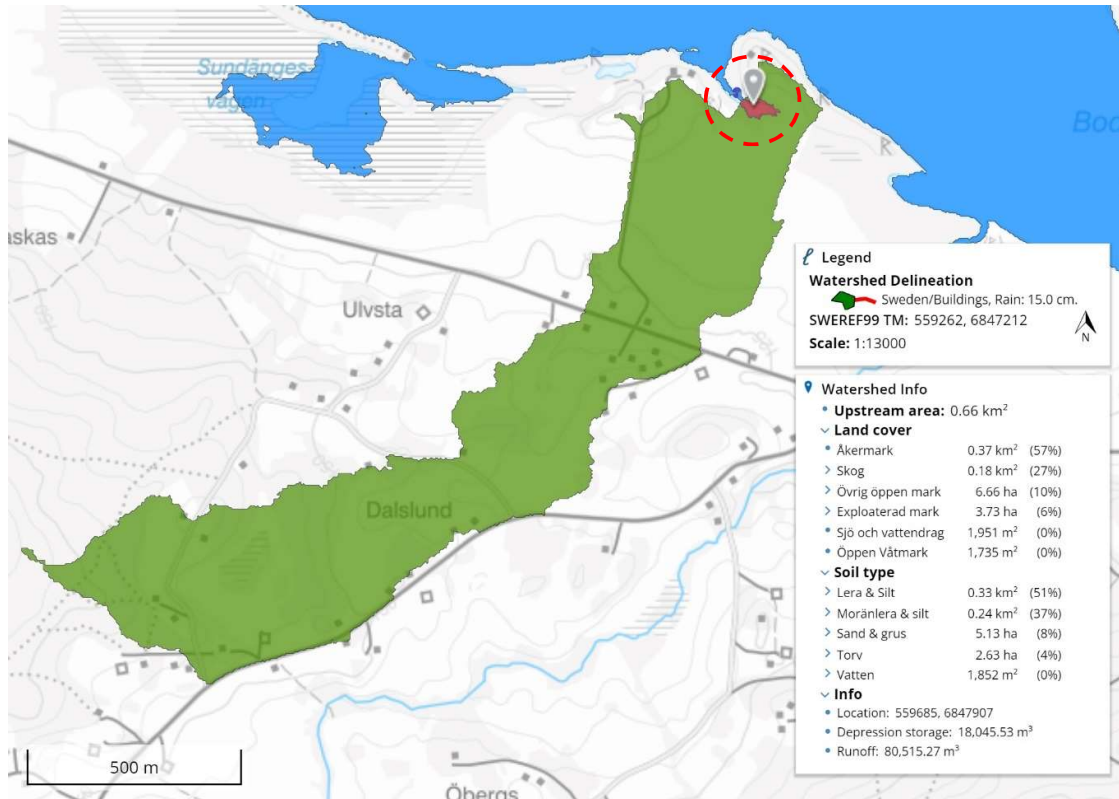 Sundänges
vågen
Bod
askas
Ulvsta
Dalslund
Öbergs
500 m
Legend
Watershed Delineation
Sweden/Buildings, Rain: 15.0 cm.
SWEREF99 TM: 559262, 6847212
Scale: 1:13000
N
Watershed Info
• Upstream area: 0.66 km²
Land cover
• Åkermark 0.37 km² (57%)
> Skog 0.18 km² (27%)
> Övrig öppen mark 6.66 ha (10%)
> Exploaterad mark 3.73 ha (6%)
• Sjö och vattendrag 1,951 m² (0%)
• Öppen Våtmark 1,735 m² (0%)
Soil type
> Lera & Silt 0.33 km² (51%)
> Moränlera & silt 0.24 km² (37%)
> Sand & grus 5.13 ha (8%)
> Torv 2.63 ha (4%)
> Vatten 1,852 m² (0%)
Info
• Location: 559685, 6847907
• Depression storage: 18,045.53 m³
• Runoff: 80,515.27 m³